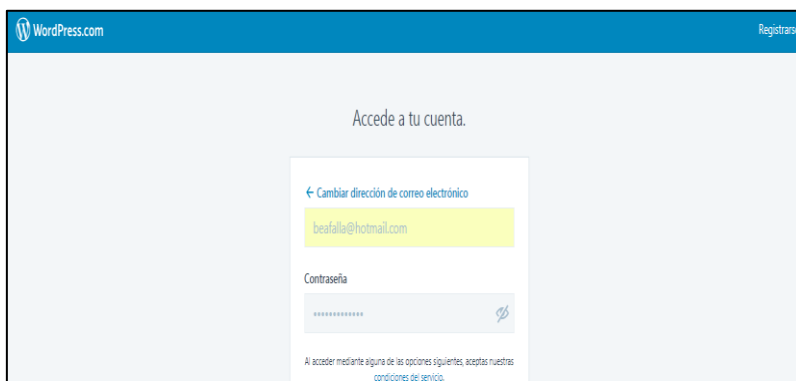 WordPress.com
Registrarse
Accede a tu cuenta.
← Cambiar dirección de correo electrónico
beafalla@hotmail.com
Contraseña
•••••••••••••
Al acceder mediante alguna de las opciones siguientes, aceptas nuestras
condiciones del servicio.